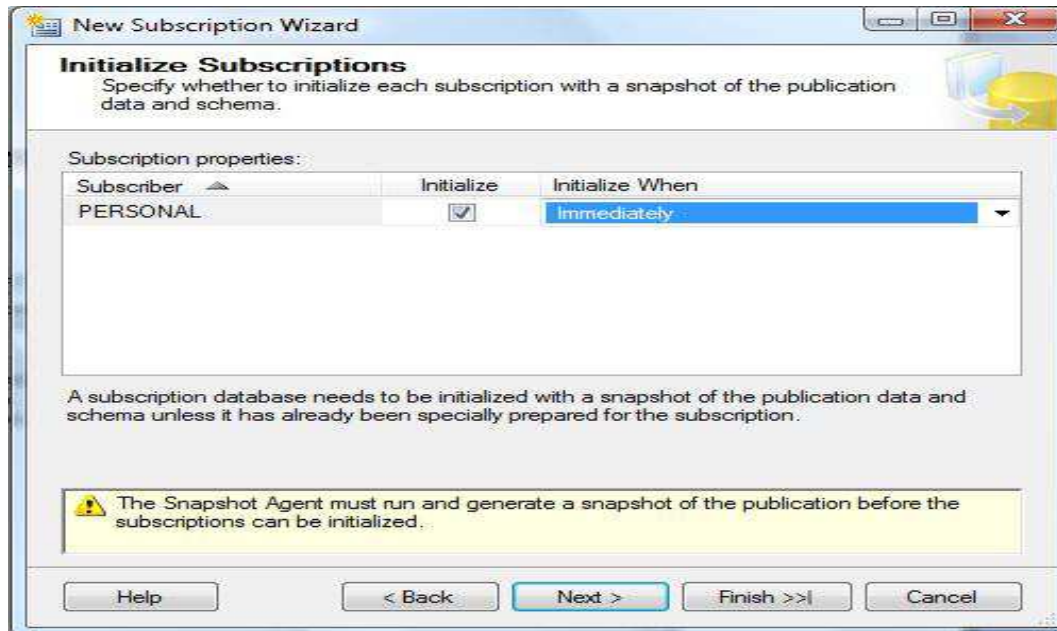 New Subscription Wizard
Initialize Subscriptions
Specify whether to initialize each subscription with a snapshot of the publication
data and schema.
Subscription properties:
Subscriber Initialize Initialize When
PERSONAL Immediately
A subscription database needs to be initialized with a snapshot of the publication data and
schema unless it has already been specially prepared for the subscription.
The Snapshot Agent must run and generate a snapshot of the publication before the
subscriptions can be initialized.
Help < Back Next > Finish >>| Cancel